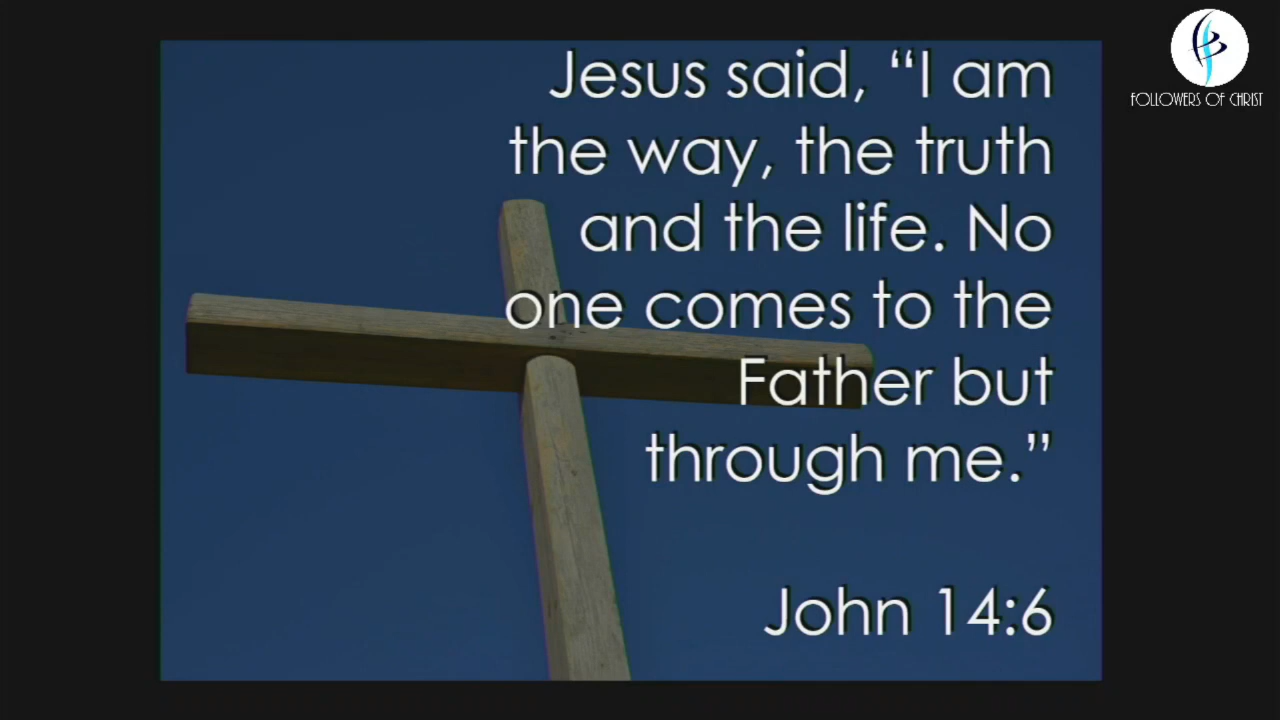 Jesus said, “I am
the way, the truth
and the life. No
one comes to the
Father but
through me.”
John 14:6
FOLLOWERS OF CHRIST